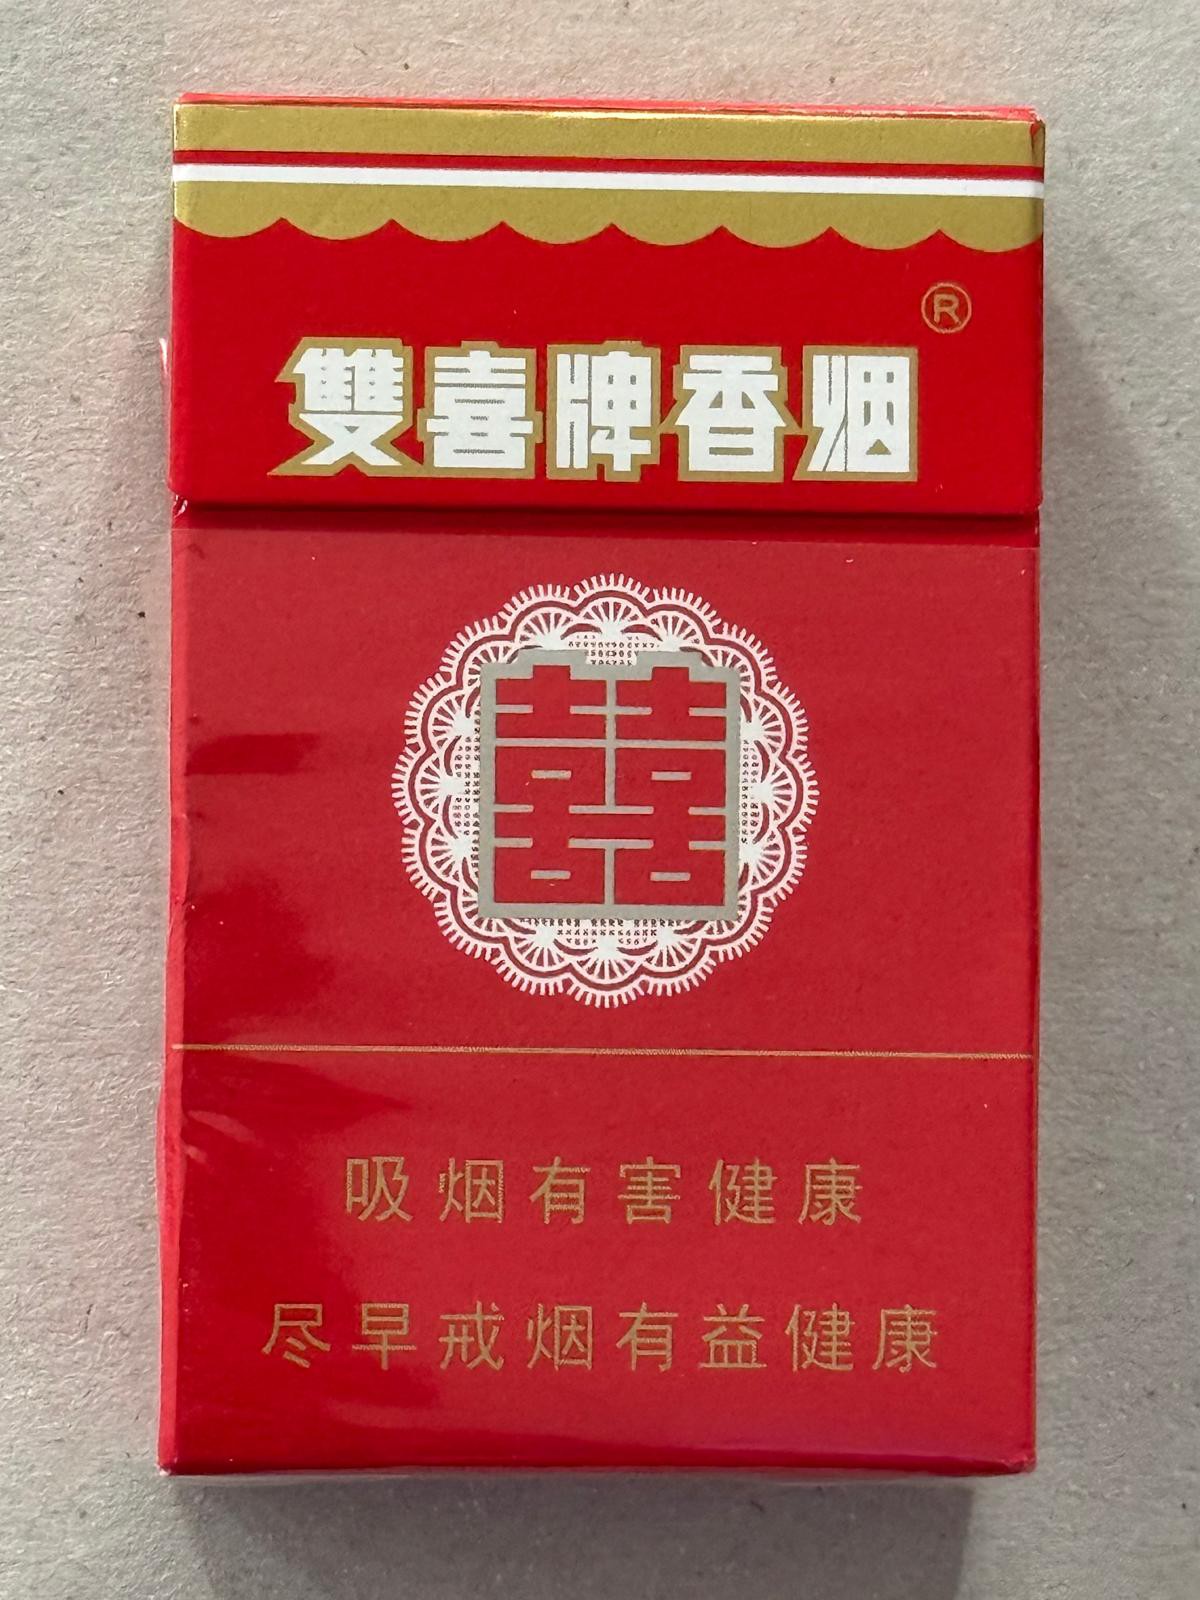 ®
雙喜牌香烟
囍
吸烟有害健康
尽早戒烟有益健康